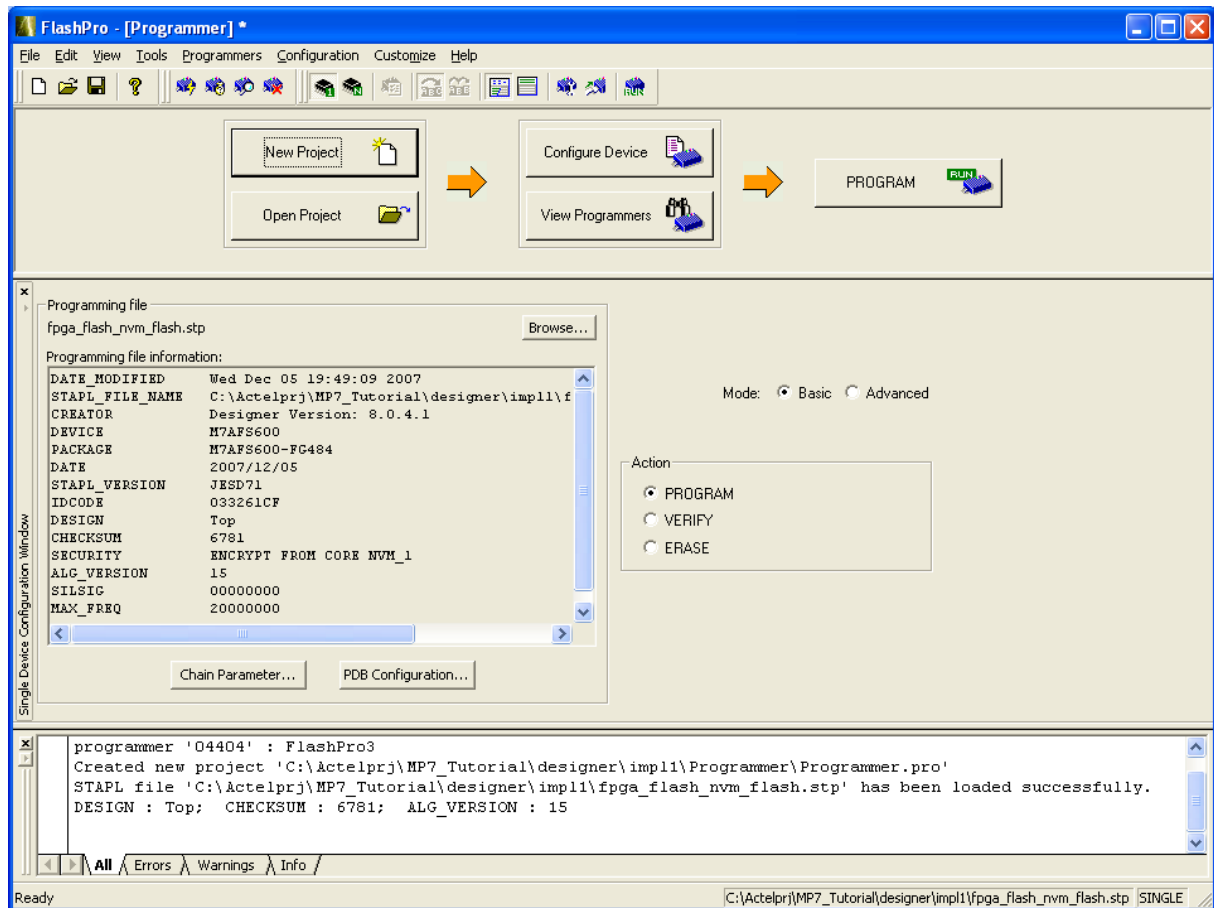 FlashPro - [Programmer] *
File Edit View Tools Programmers Configuration Customize Help
New Project
Configure Device
PROGRAM
RUN
Open Project
View Programmers
Programming file
fpga_flash_nvm_flash.stp
Browse...
Programming file information:
DATE_MODIFIED Wed Dec 05 19:49:09 2007
STAPL_FILE_NAME C:\Actelprj\MP7_Tutorial\designer\impl1\f
CREATOR Designer Version: 8.0.4.1
DEVICE M7AFS600
PACKAGE M7AFS600-FG484
DATE 2007/12/05
STAPL_VERSION JESD71
IDCODE 033261CF
DESIGN Top
CHECKSUM 6781
SECURITY ENCRYPT FROM CORE NVM_1
ALG_VERSION 15
SILSIG 00000000
MAX_FREQ 20000000
Chain Parameter... PDB Configuration...
Mode: Basic Advanced
Action
PROGRAM
VERIFY
ERASE
Single Device Configuration Window
programmer '04404' : FlashPro3
Created new project 'C:\Actelprj\MP7_Tutorial\designer\impl1\Programmer\Programmer.pro'
STAPL file 'C:\Actelprj\MP7_Tutorial\designer\impl1\fpga_flash_nvm_flash.stp' has been loaded successfully.
DESIGN : Top; CHECKSUM : 6781; ALG_VERSION : 15
All Errors Warnings Info
Ready
C:\Actelprj\MP7_Tutorial\designer\impl1\fpga_flash_nvm_flash.stp SINGLE